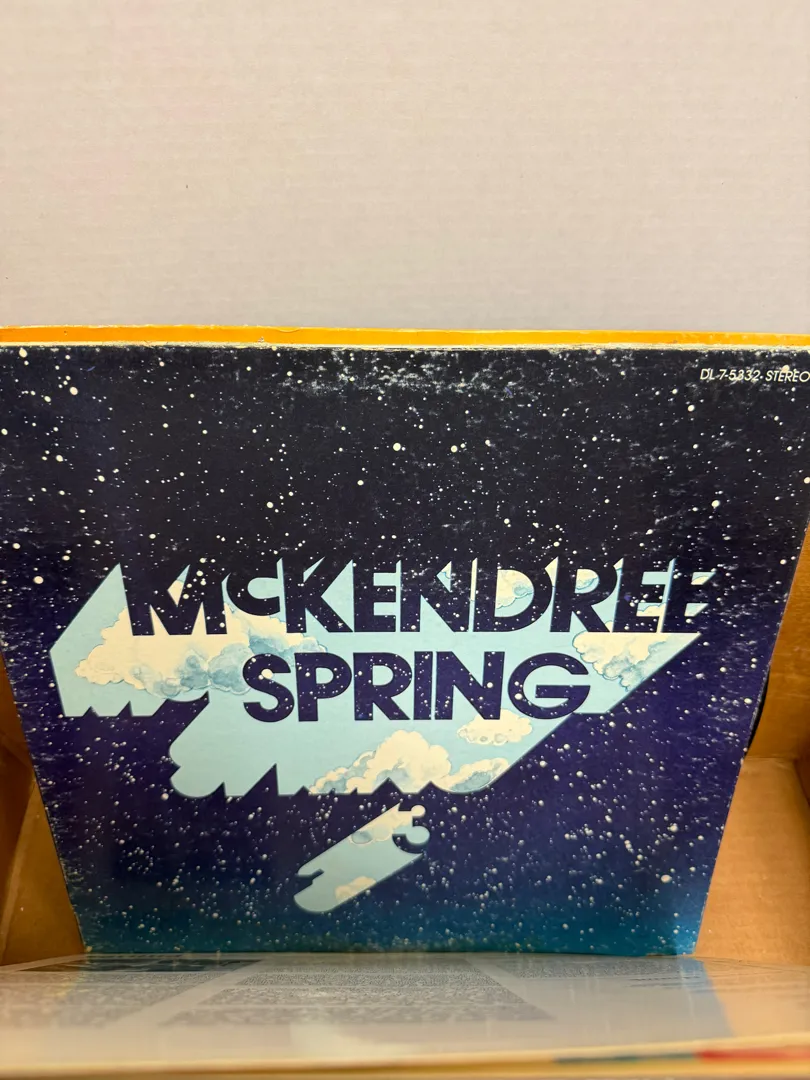 DL 7-5332 STEREO
McKENDREE
SPRING
3